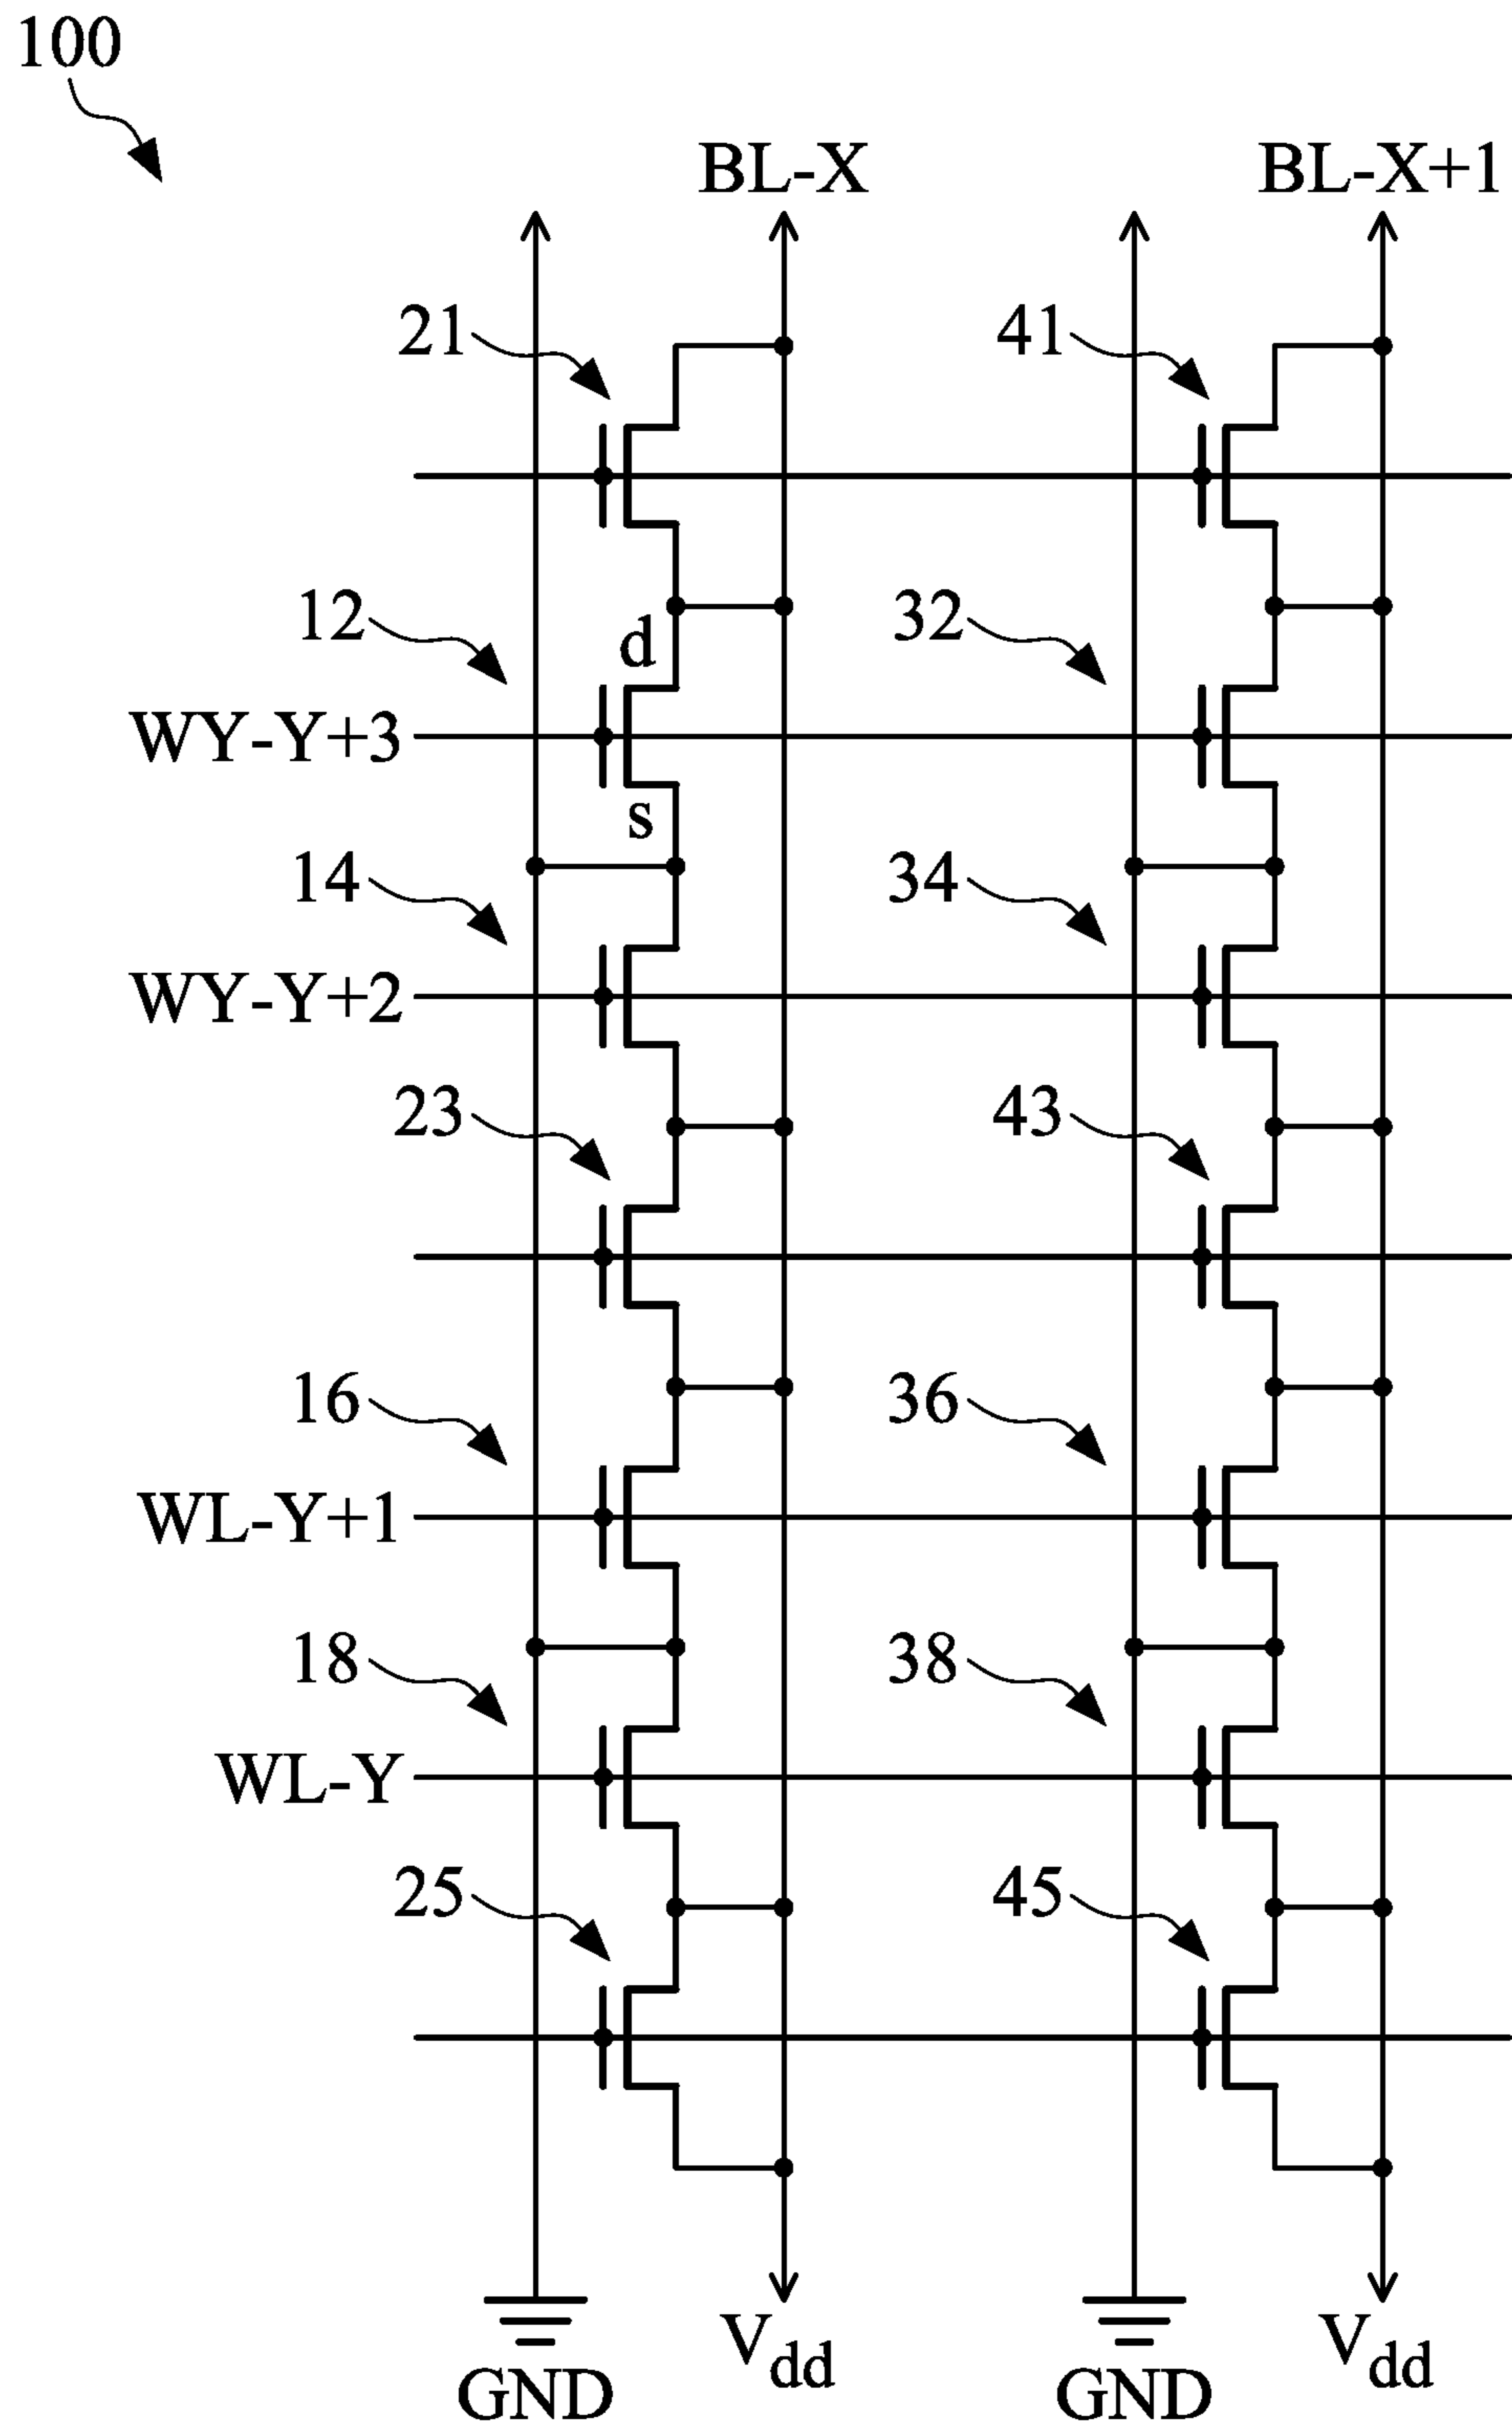 100
BL-X BL-X+1
21 41
12 d 32
WY-Y+3
s
14 34
WY-Y+2
23 43
16 36
WL-Y+1
18 38
WL-Y
25 45
Vdd Vdd
GND GND